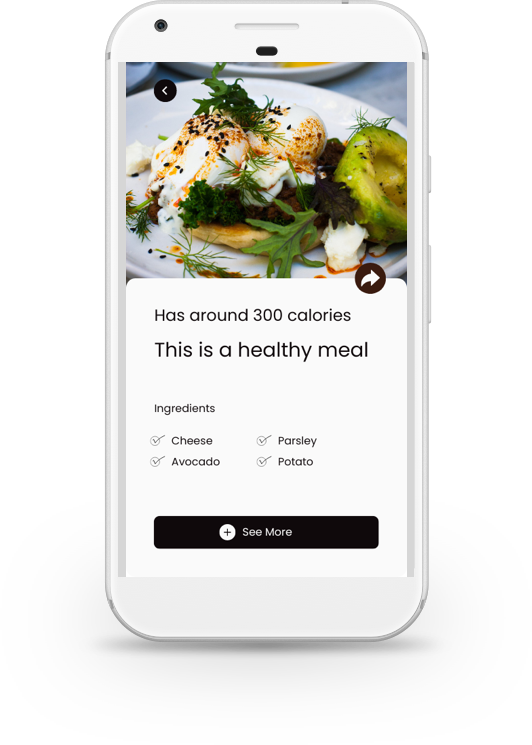 Has around 300 calories
This is a healthy meal
Ingredients
Cheese
Parsley
Avocado
Potato
See More